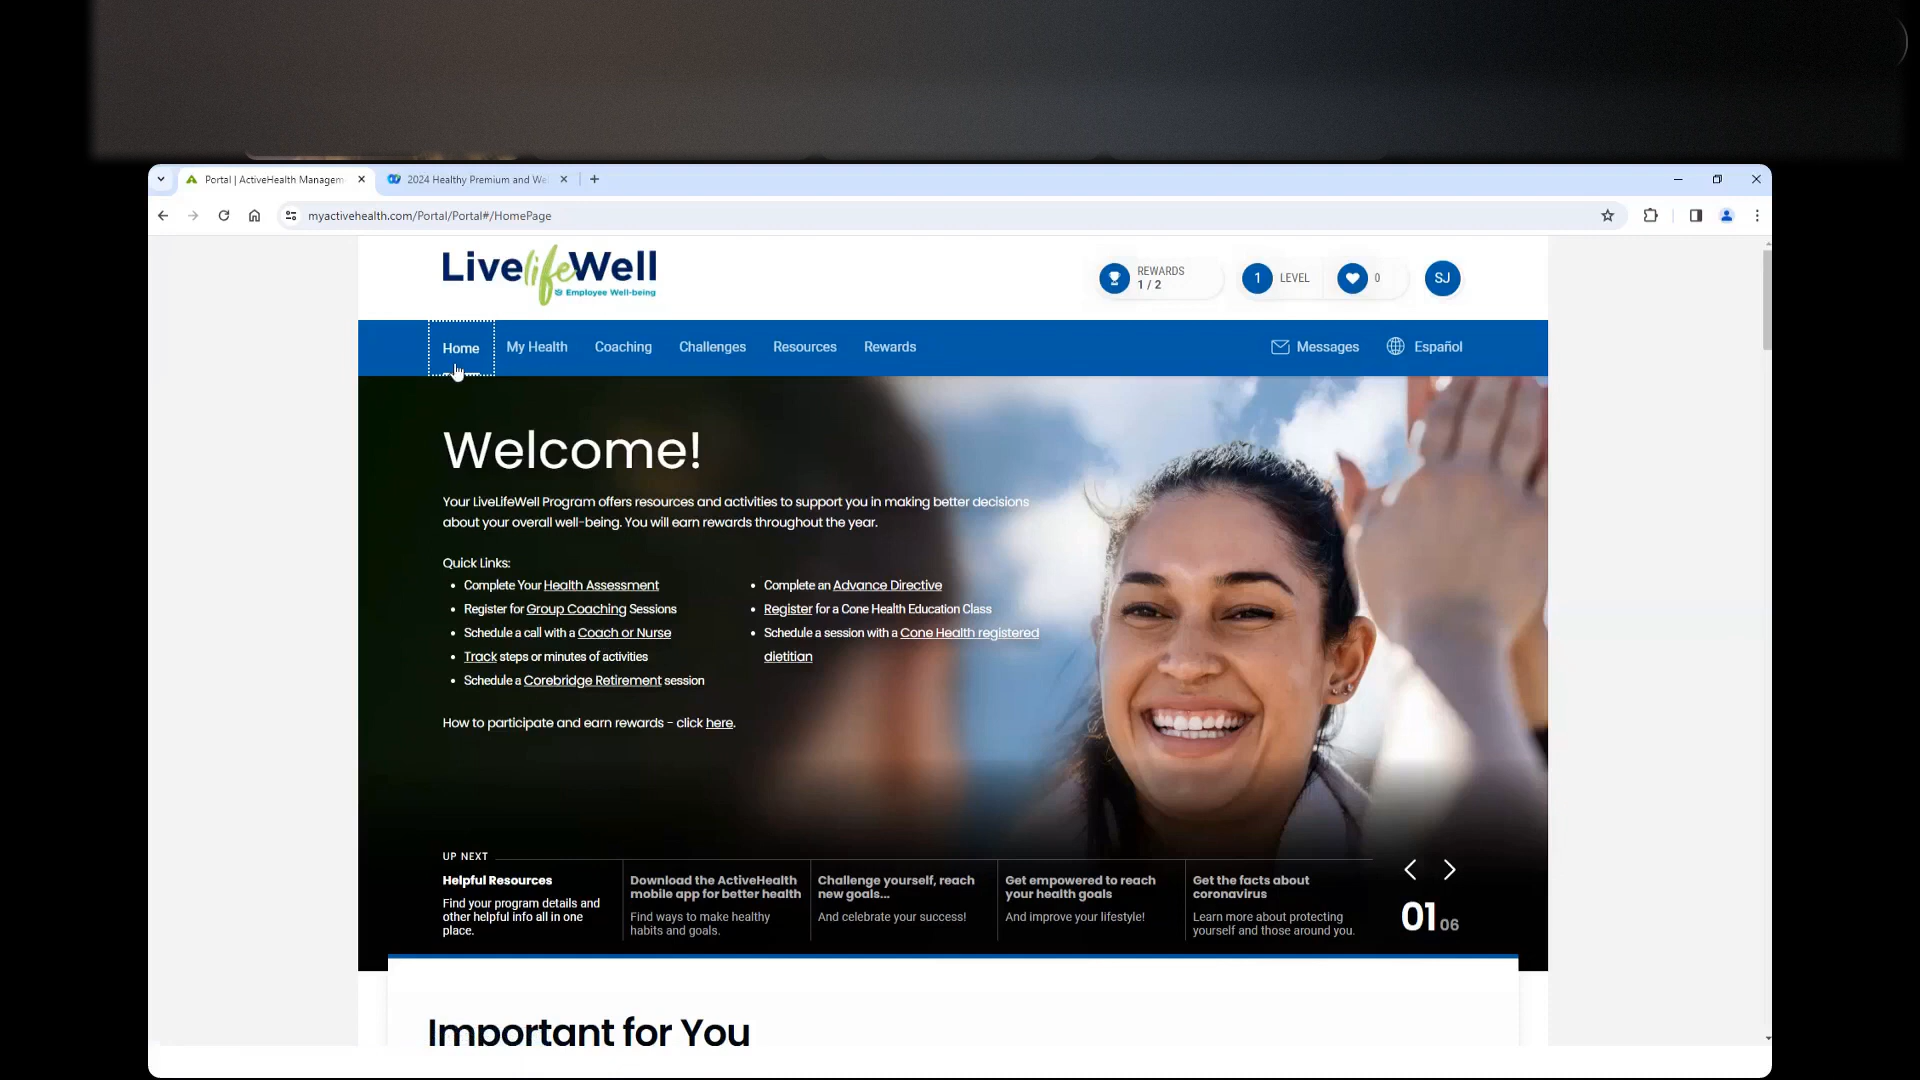 Portal | ActiveHealth Managem
2024 Healthy Premium and We
myactivehealth.com/Portal/Portal#/HomePage
LivelifeWell
Employee Well-being
REWARDS
1 / 2
1 LEVEL
0
SJ
Home
My Health
Coaching
Challenges
Resources
Rewards
Messages
Español
Welcome!
Your LiveLifeWell Program offers resources and activities to support you in making better decisions
about your overall well-being. You will earn rewards throughout the year.
Quick Links:
• Complete Your Health Assessment
• Register for Group Coaching Sessions
• Schedule a call with a Coach or Nurse
• Track steps or minutes of activities
• Schedule a Corebridge Retirement session
• Complete an Advance Directive
• Register for a Cone Health Education Class
• Schedule a session with a Cone Health registered
dietitian
How to participate and earn rewards - click here.
UP NEXT
Helpful Resources
Find your program details and
other helpful info all in one
place.
Download the ActiveHealth
mobile app for better health
Find ways to make healthy
habits and goals.
Challenge yourself, reach
new goals...
And celebrate your success!
Get empowered to reach
your health goals
And improve your lifestyle!
Get the facts about
coronavirus
Learn more about protecting
yourself and those around you.
01 06
Important for You